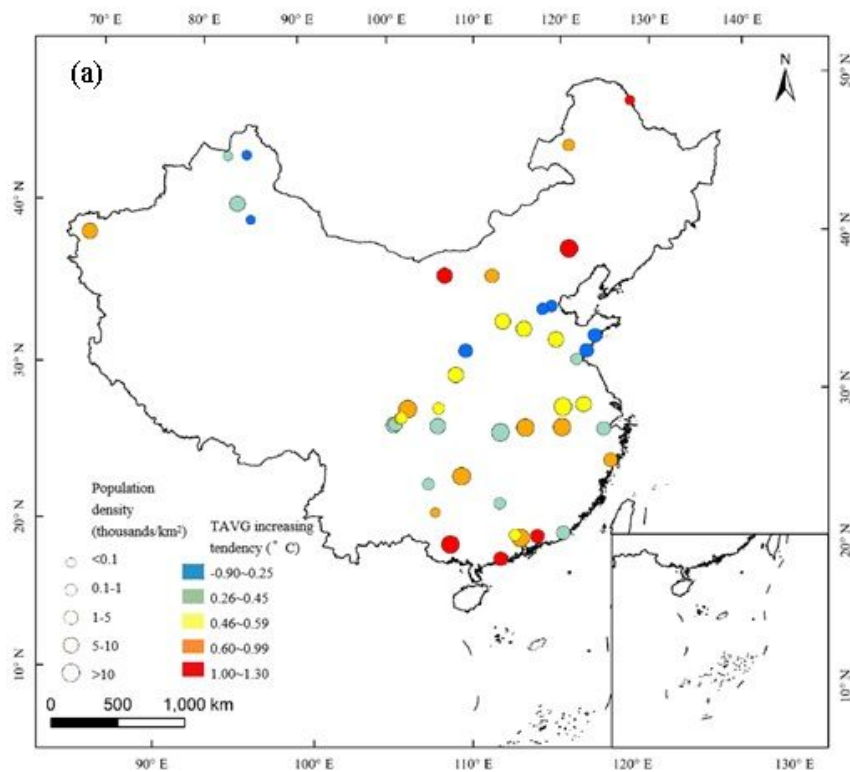 70° E 80° E 100° E 110° E 120° E 130° E 140° E
(a)
N
50° N
40° N
40° N
30° N
30° N
20° N
20° N
10° N
10° N
Population
density
(thousands/km²)
<0.1
0.1-1
1-5
5-10
>10
TAVG increasing
tendency (° C)
-0.90~0.25
0.26~0.45
0.46~0.59
0.60~0.99
1.00~1.30
0 500 1,000 km
90° E 100° E 110° E 120° E 130° E